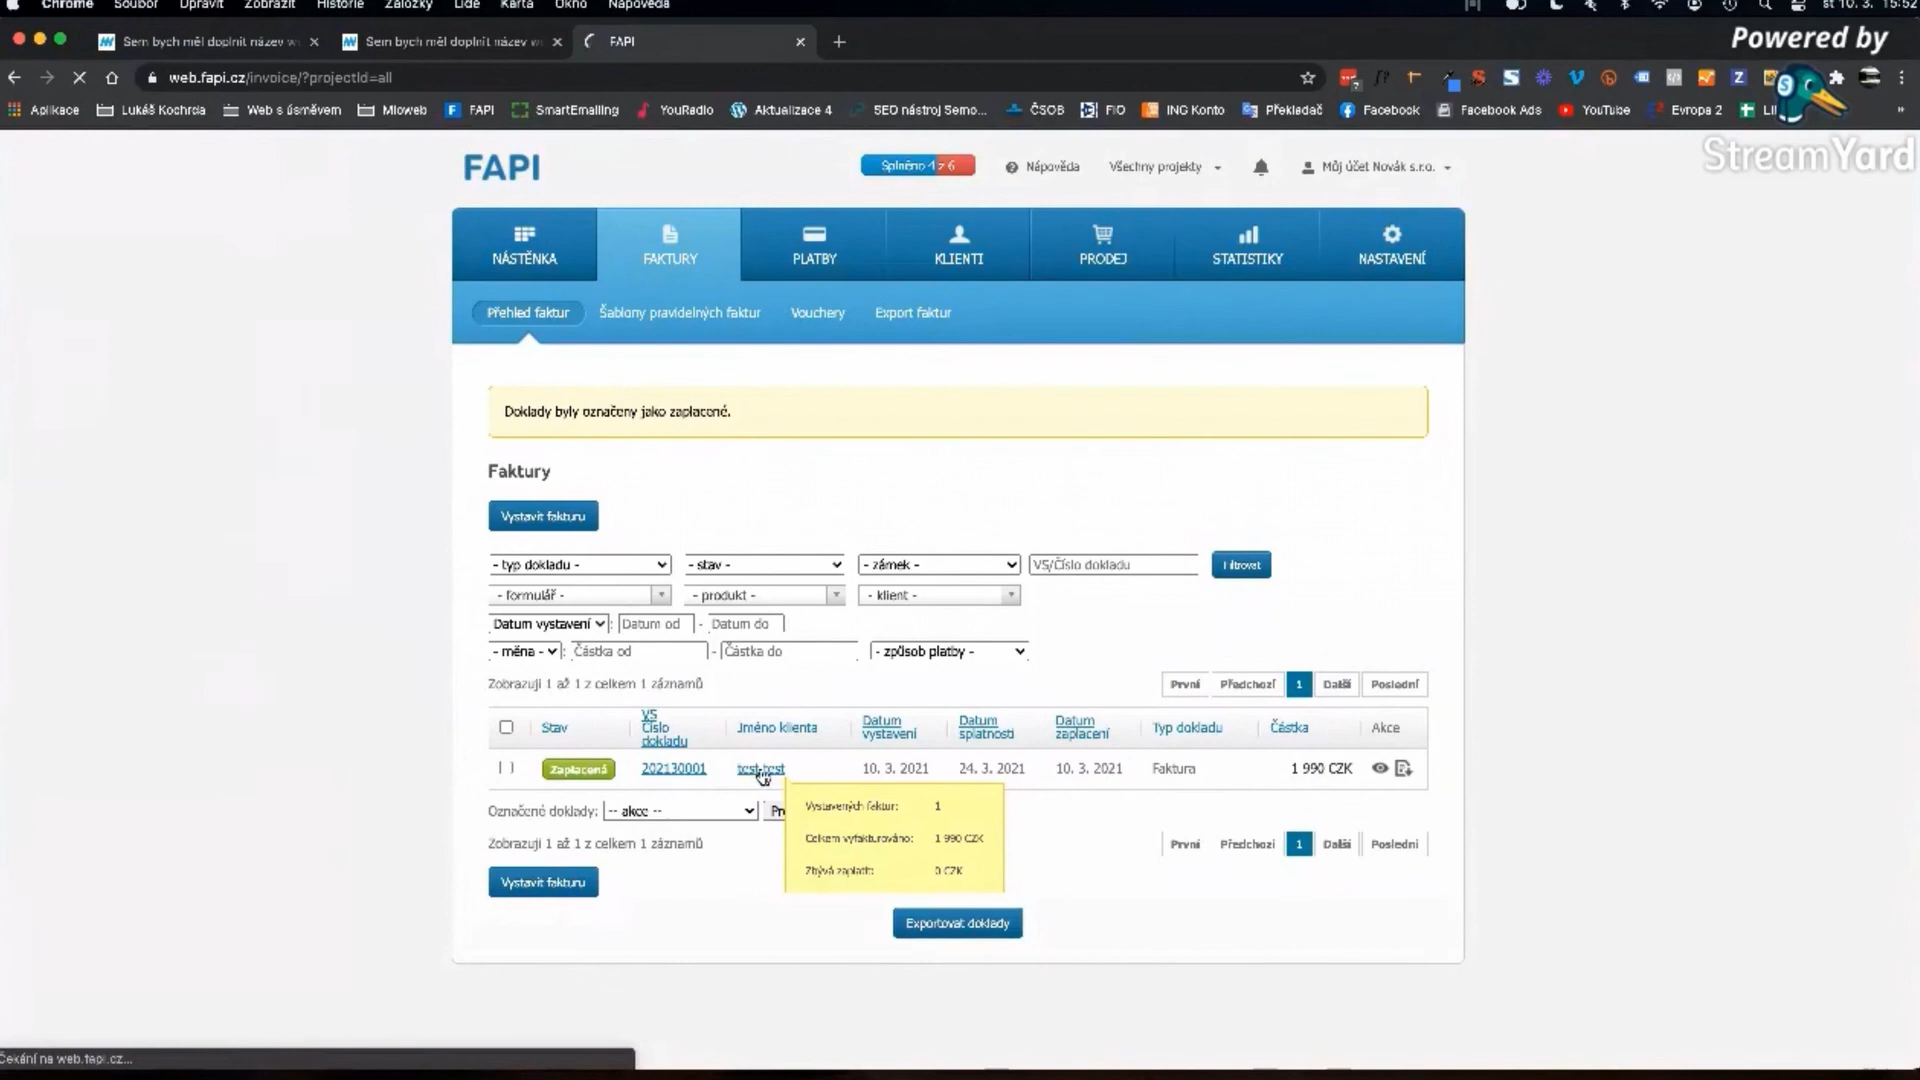 Chrome Soubor Upravit Zobrazit Historie Záložky Lidé Karta Okno Nápověda st 10. 3. 15:52
Sem bych měl doplnit název w Sem bych měl doplnit název w FAPI
Powered by
web.fapi.cz/invoice/?projectId=all
Aplikace Lukáš Kochrda Web s úsměvem Mioweb FAPI SmartEmailing YouRadio Aktualizace 4 SEO nástroj Semo... ČSOB FIO ING Konto Překladač Facebook Facebook Ads YouTube Evropa 2
StreamYard
FAPI Splněno 4 z 6 Nápověda Všechny projekty Můj účet Novák s.r.o.
NÁSTĚNKA FAKTURY PLATBY KLIENTI PRODEJ STATISTIKY NASTAVENÍ
Přehled faktur Šablony pravidelných faktur Vouchery Export faktur
Doklady byly označeny jako zaplacené.
Faktury
Vystavit fakturu
- typ dokladu - - stav - - zámek - VS/Číslo dokladu Filtrovat
- formulář - - produkt - - klient -
Datum vystavení : Datum od - Datum do
- měna - : Částka od - Částka do - způsob platby -
Zobrazuji 1 až 1 z celkem 1 záznamů První Předchozí 1 Další Poslední
Stav VS Číslo dokladu Jméno klienta Datum vystavení Datum splatnosti Datum zaplacení Typ dokladu Částka Akce
Zaplacená 202130001 test test 10. 3. 2021 24. 3. 2021 10. 3. 2021 Faktura 1 990 CZK
Označené doklady: -- akce --
Vystavených faktur: 1
Celkem vyfakturováno: 1 990 CZK
Zbývá zaplatit: 0 CZK
Zobrazuji 1 až 1 z celkem 1 záznamů První Předchozí 1 Další Poslední
Vystavit fakturu
Exportovat doklady
Čekání na web.fapi.cz...